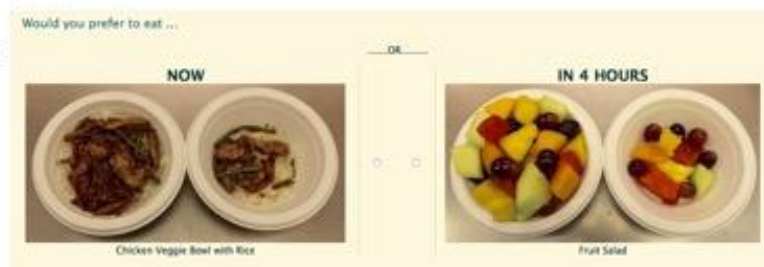 Would you prefer to eat ...
OR
NOW
IN 4 HOURS
Chicken Veggie Bowl with Rice
Fruit Salad